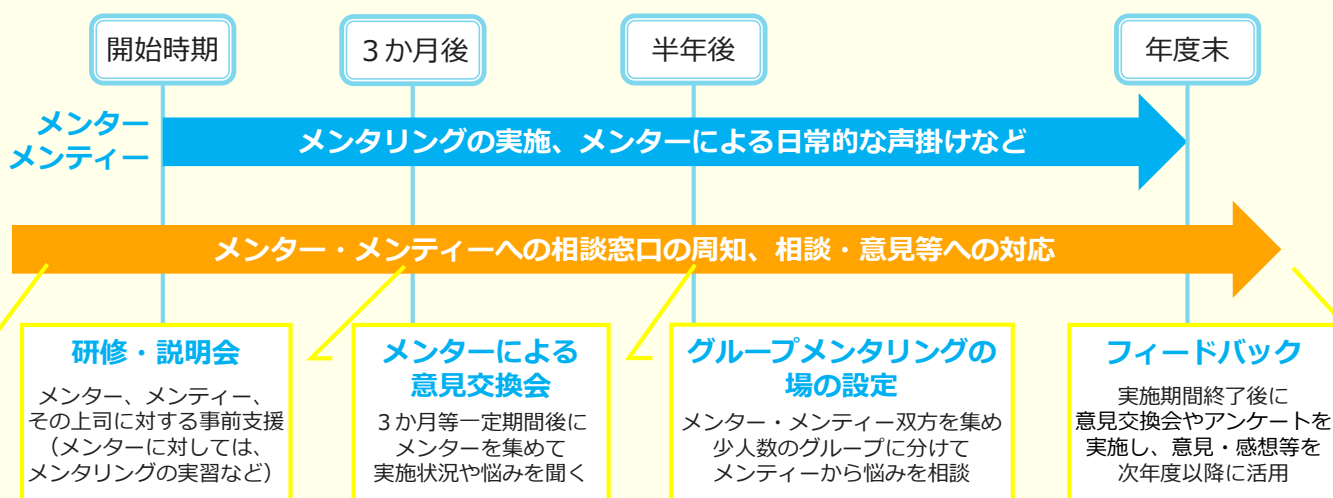 開始時期
３か月後
半年後
年度末
メンター
メンティー
メンタリングの実施、メンターによる日常的な声掛けなど
メンター・メンティーへの相談窓口の周知、相談・意見等への対応
研修・説明会
メンター、メンティー、
その上司に対する事前支援
（メンターに対しては、
メンタリングの実習など）
メンターによる
意見交換会
３か月等一定期間後に
メンターを集めて
実施状況や悩みを聞く
グループメンタリングの
場の設定
メンター・メンティー双方を集め
少人数のグループに分けて
メンティーから悩みを相談
フィードバック
実施期間終了後に
意見交換会やアンケートを
実施し、意見・感想等を
次年度以降に活用